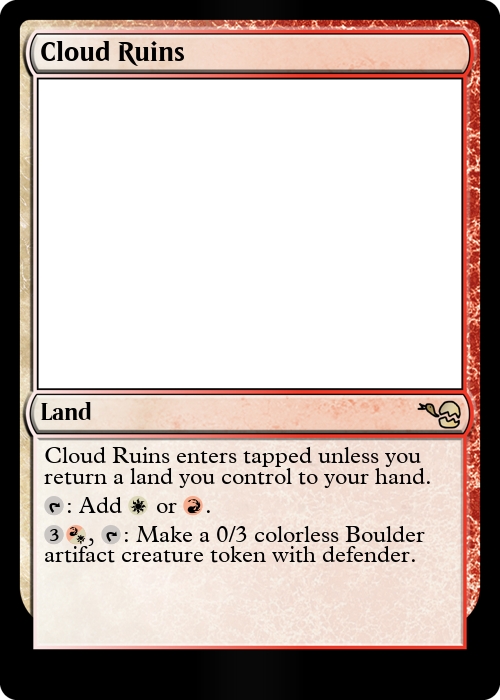 Cloud Ruins
Land
Cloud Ruins enters tapped unless you
return a land you control to your hand.
: Add or .
3 , : Make a 0/3 colorless Boulder
artifact creature token with defender.